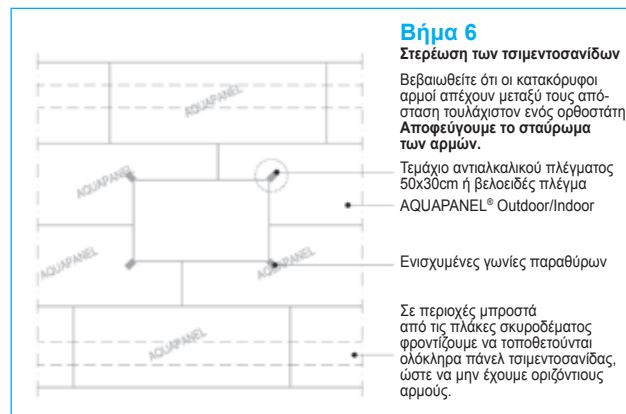 Βήμα 6
Στερέωση των τσιμεντοσανίδων
Βεβαιωθείτε ότι οι κατακόρυφοι
αρμοί απέχουν μεταξύ τους από-
σταση τουλάχιστον ενός ορθοστάτη
Αποφεύγουμε το σταύρωμα
των αρμών.
Τεμάχιο αντιαλκαλικού πλέγματος
50x30cm ή βελοειδές πλέγμα
AQUAPANEL® Outdoor/Indoor
Ενισχυμένες γωνίες παραθύρων
Σε περιοχές μπροστά
από τις πλάκες σκυροδέματος
φροντίζουμε να τοποθετούνται
ολόκληρα πάνελ τσιμεντοσανίδας,
ώστε να μην έχουμε οριζόντιους
αρμούς.
AQUAPANEL
AQUAPANEL
AQUAPANEL
AQUAPANEL
AQUAPANEL